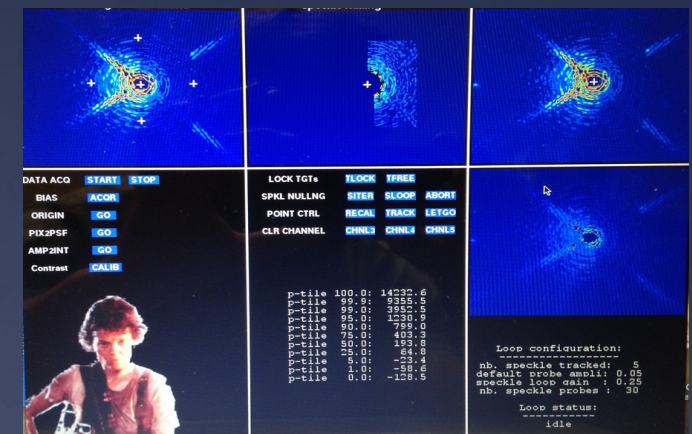 DATA ACQ START STOP
BIAS ACQR
ORIGIN GO
PIX2PSF GO
AMP2INT GO
Contrast CALIB
LOCK TGTs TLOCK TFREE
SPKL NULLNG SITER SLOOP ABORT
POINT CTRL RECAL TRACK LETGO
CLR CHANNEL CHNL3 CHNL4 CHNL5
p-tile 100.0: 14232.6
p-tile 99.9: 9355.5
p-tile 99.0: 3952.5
p-tile 95.0: 1230.9
p-tile 90.0: 799.0
p-tile 75.0: 403.3
p-tile 50.0: 193.8
p-tile 25.0: 64.8
p-tile 5.0: -23.4
p-tile 1.0: -58.6
p-tile 0.0: -128.5
Loop configuration:
nb. speckle tracked: 5
default probe ampli: 0.05
speckle loop gain : 0.25
nb. speckle probes : 30
Loop status:
idle